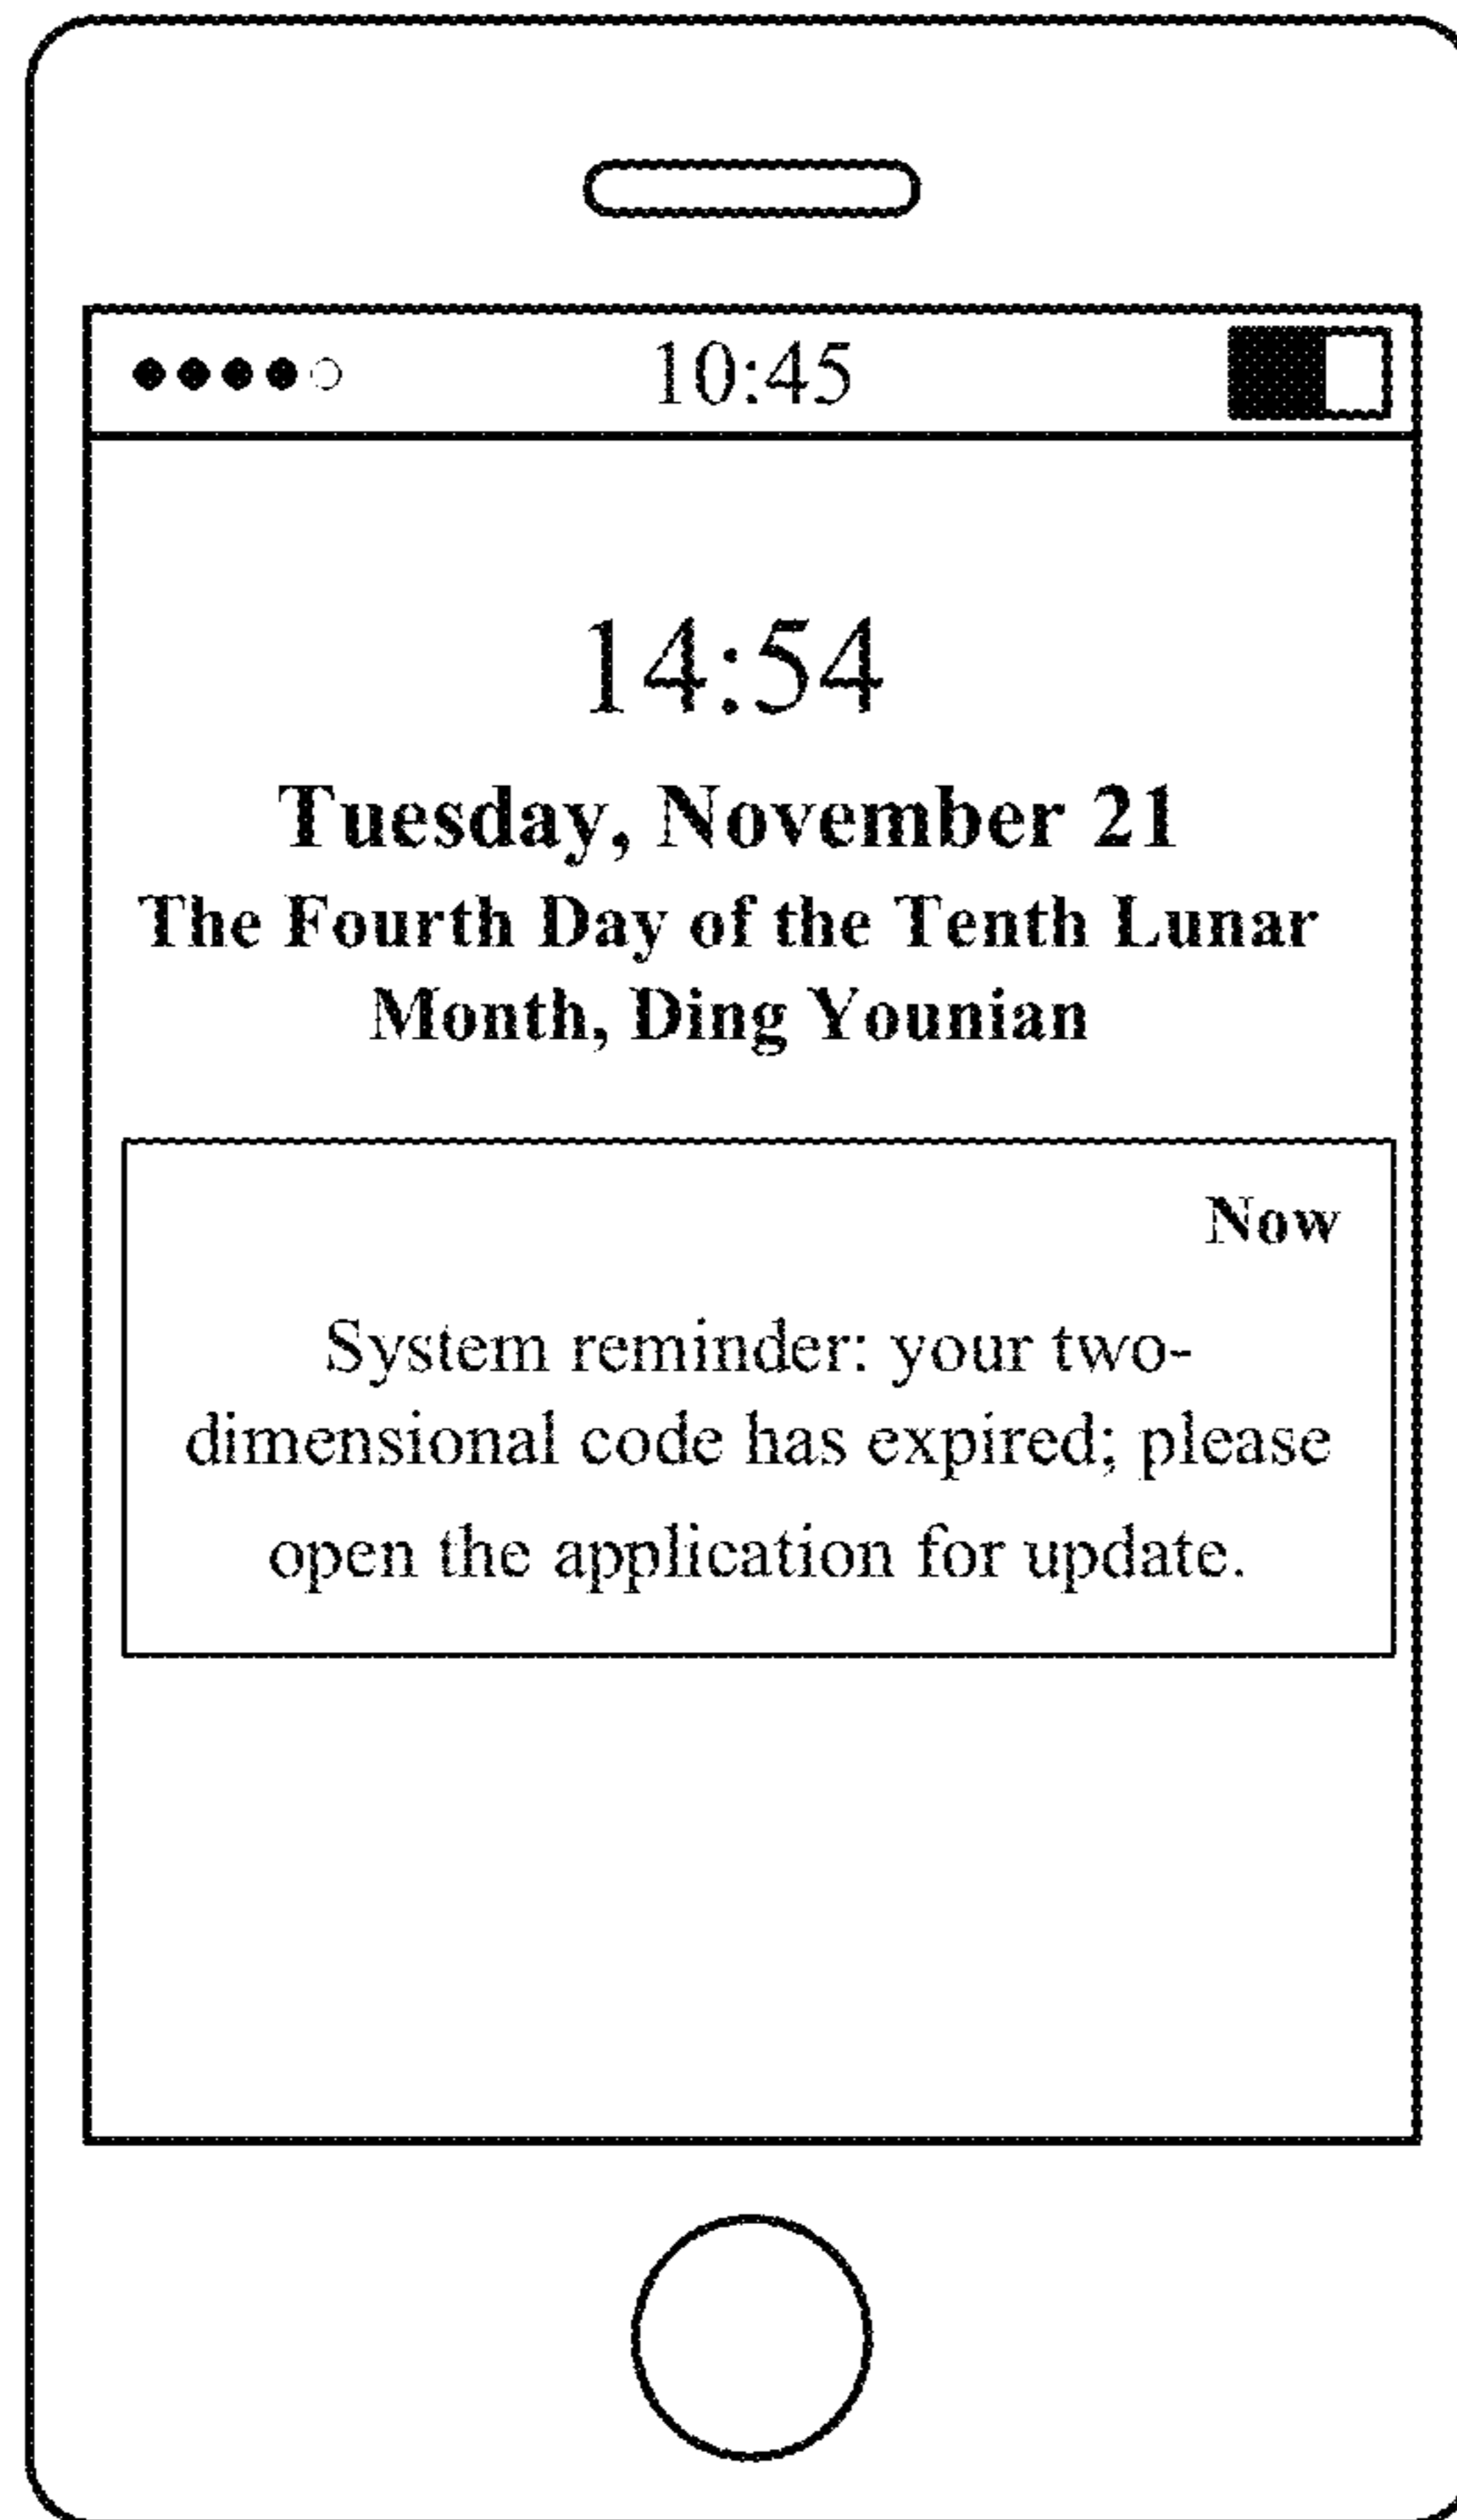 10:45
14:54
Tuesday, November 21
The Fourth Day of the Tenth Lunar
Month, Ding Younian
Now
System reminder: your two-
dimensional code has expired; please
open the application for update.